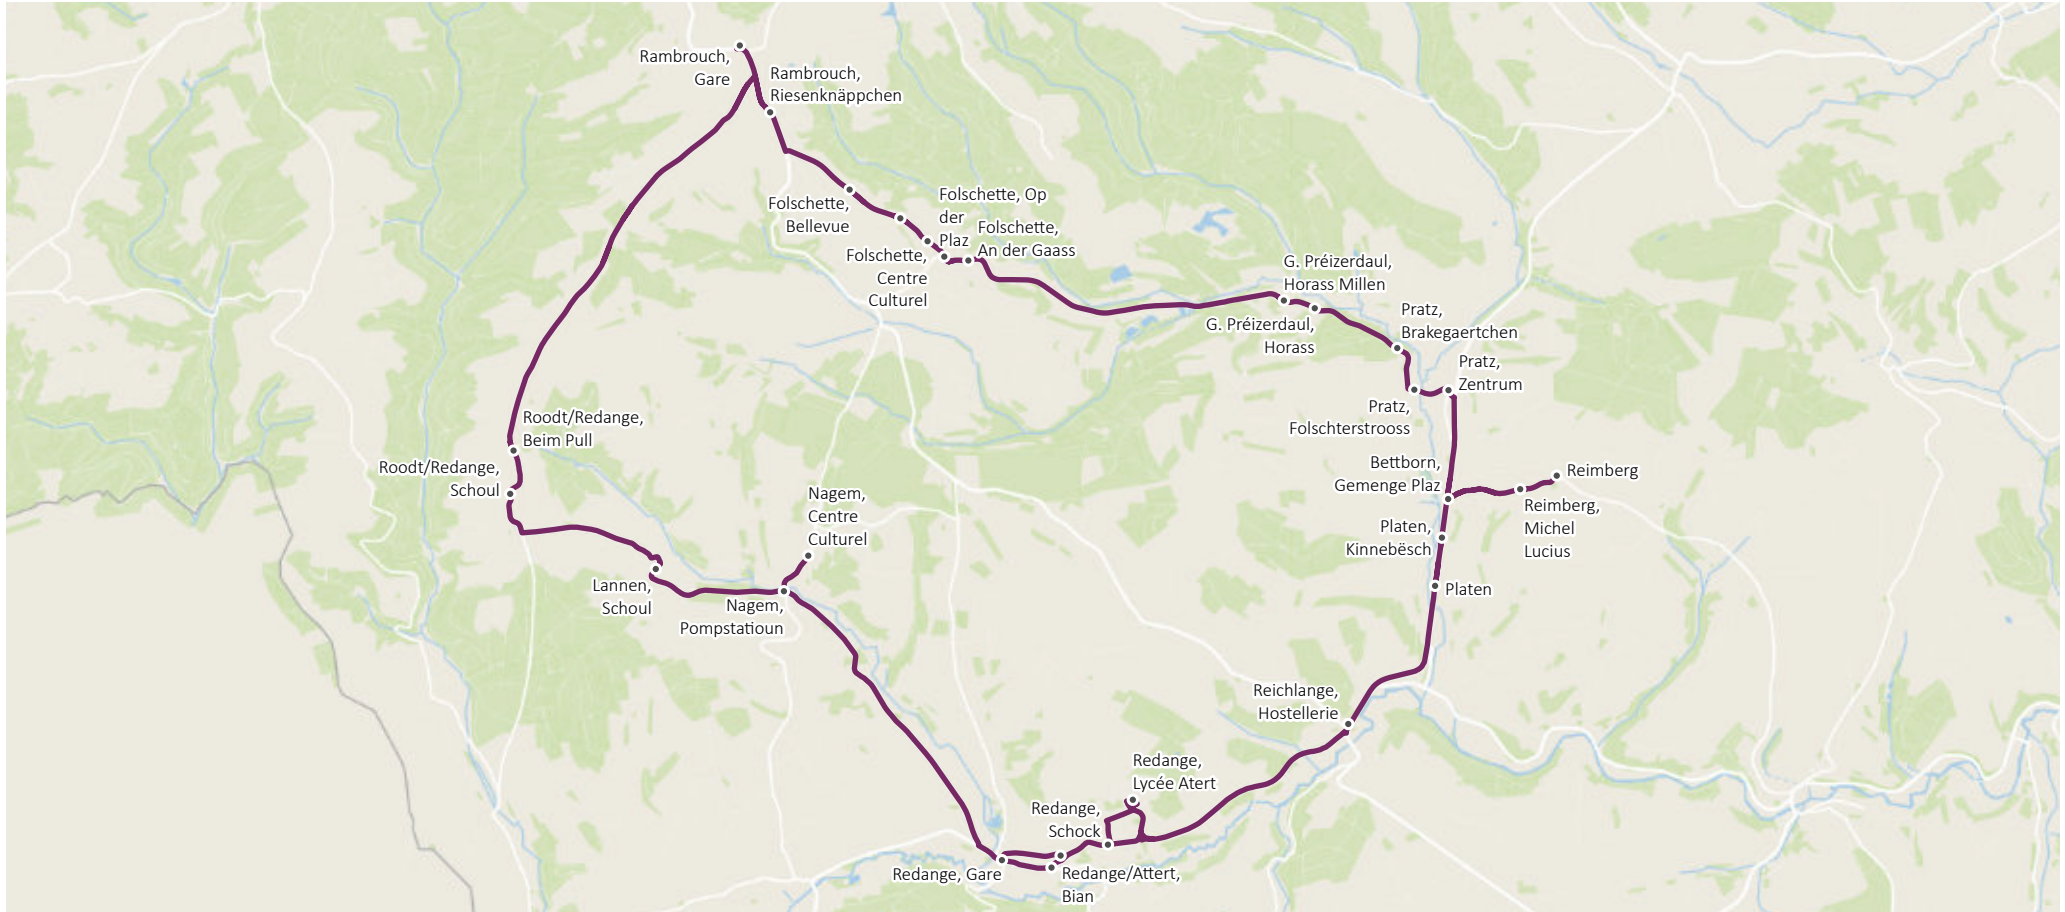 Rambrouch,
Gare
Rambrouch,
Riesenknäppchen
Folschette,
Bellevue
Folschette, Op
der
Plaz
Folschette,
An der Gaass
Folschette,
Centre
Culturel
G. Préizerdaul,
Horass Millen
G. Préizerdaul,
Horass
Pratz,
Brakegaertchen
Pratz,
Zentrum
Pratz,
Folschterstrooss
Roodt/Redange,
Beim Pull
Roodt/Redange,
Schoul
Bettborn,
Gemenge Plaz
Reimberg
Reimberg,
Michel
Lucius
Nagem,
Centre
Culturel
Platen,
Kinnebësch
Platen
Lannen,
Schoul
Nagem,
Pompstatioun
Reichlange,
Hostellerie
Redange,
Lycée Atert
Redange,
Schock
Redange, Gare
Redange/Attert,
Bian